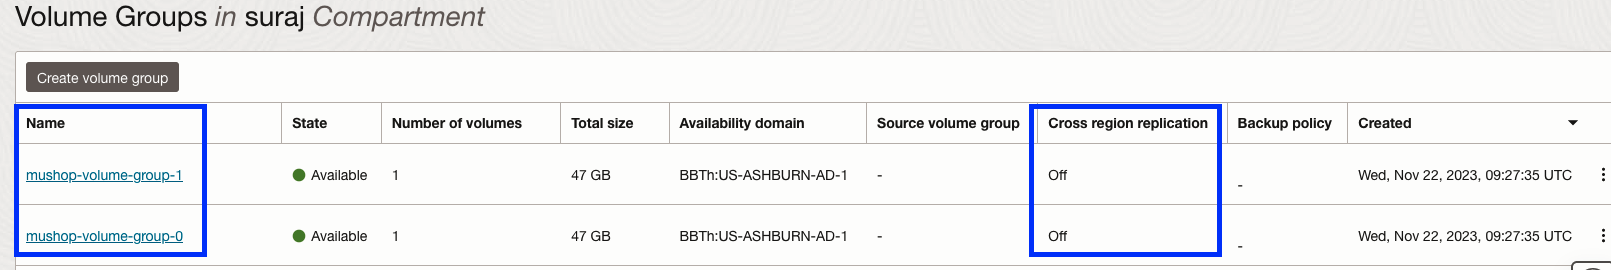 Volume Groups in suraj Compartment
Create volume group
Name State Number of volumes Total size Availability domain Source volume group Cross region replication Backup policy Created
mushop-volume-group-1 Available 1 47 GB BBTh:US-ASHBURN-AD-1 - Off - Wed, Nov 22, 2023, 09:27:35 UTC
mushop-volume-group-0 Available 1 47 GB BBTh:US-ASHBURN-AD-1 - Off - Wed, Nov 22, 2023, 09:27:35 UTC